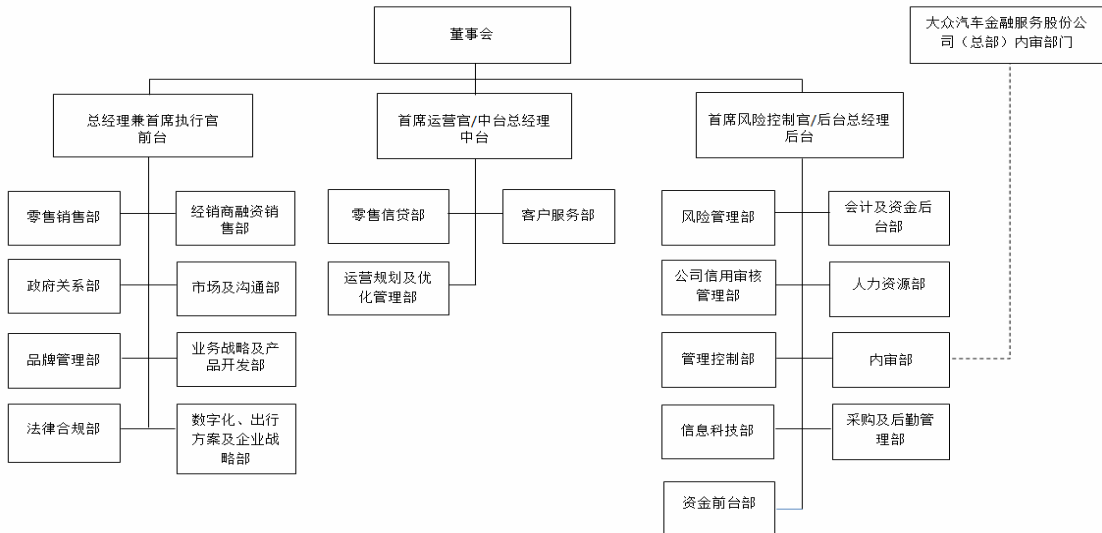 董事会
大众汽车金融服务股份公
司（总部）内审部门
总经理兼首席执行官
前台
首席运营官/中台总经理
中台
首席风险控制官/后台总经理
后台
零售销售部
经销商融资销
售部
政府关系部
市场及沟通部
品牌管理部
业务战略及产
品开发部
法律合规部
数字化、出行
方案及企业战
略部
零售信贷部
客户服务部
运营规划及优
化管理部
风险管理部
会计及资金后
台部
公司信用审核
管理部
人力资源部
管理控制部
内审部
信息科技部
采购及后勤管
理部
资金前台部